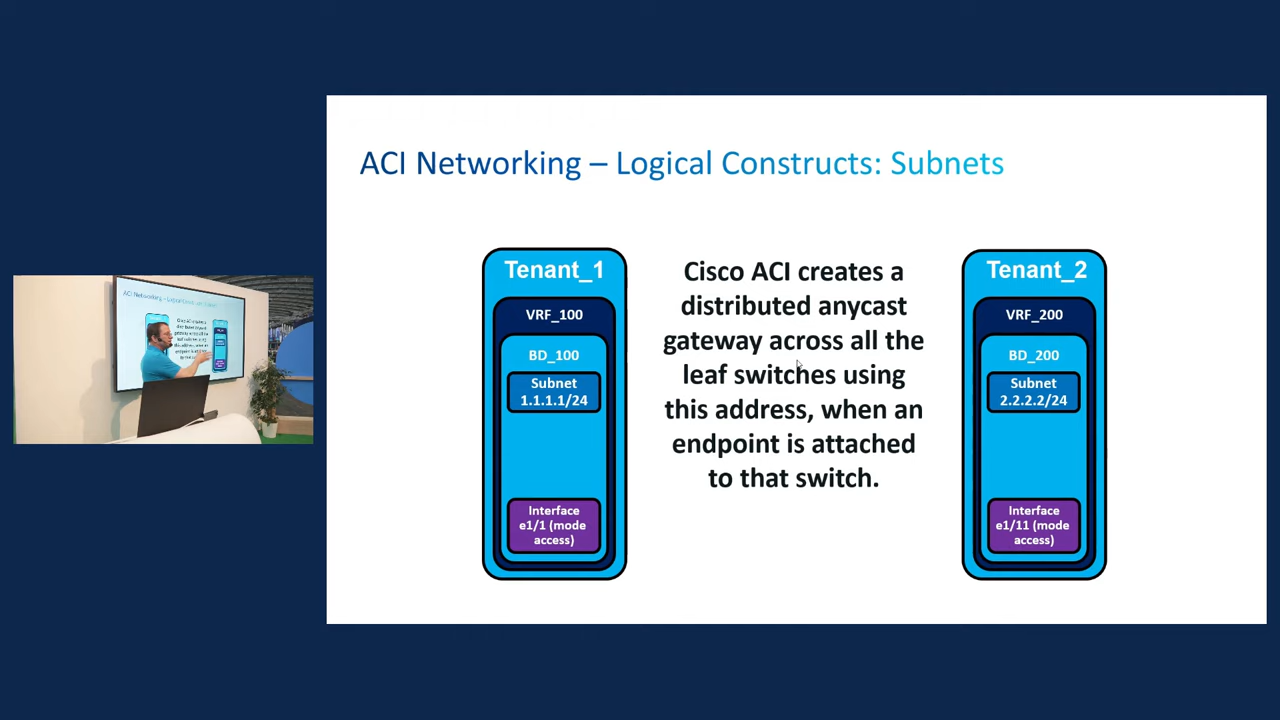 ACI Networking – Logical Constructs: Subnets
Tenant_1
VRF_100
BD_100
Subnet
1.1.1.1/24
Interface
e1/1 (mode
access)
Cisco ACI creates a
distributed anycast
gateway across all the
leaf switches using
this address, when an
endpoint is attached
to that switch.
Tenant_2
VRF_200
BD_200
Subnet
2.2.2.2/24
Interface
e1/11 (mode
access)